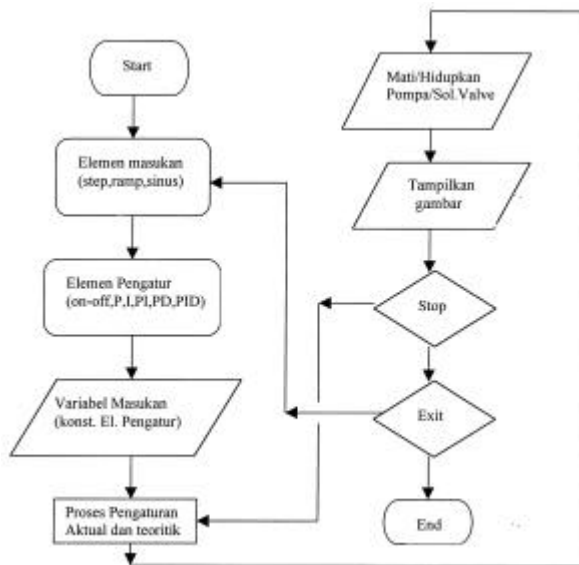 Start
Elemen masukan
(step,ramp,sinus)
Elemen Pengatur
(on-off,P,I,PI,PD,PID)
Variabel Masukan
(konst. El. Pengatur)
Proses Pengaturan
Aktual dan teoritik
Mati/Hidupkan
Pompa/Sol.Valve
Tampilkan
gambar
Stop
Exit
End